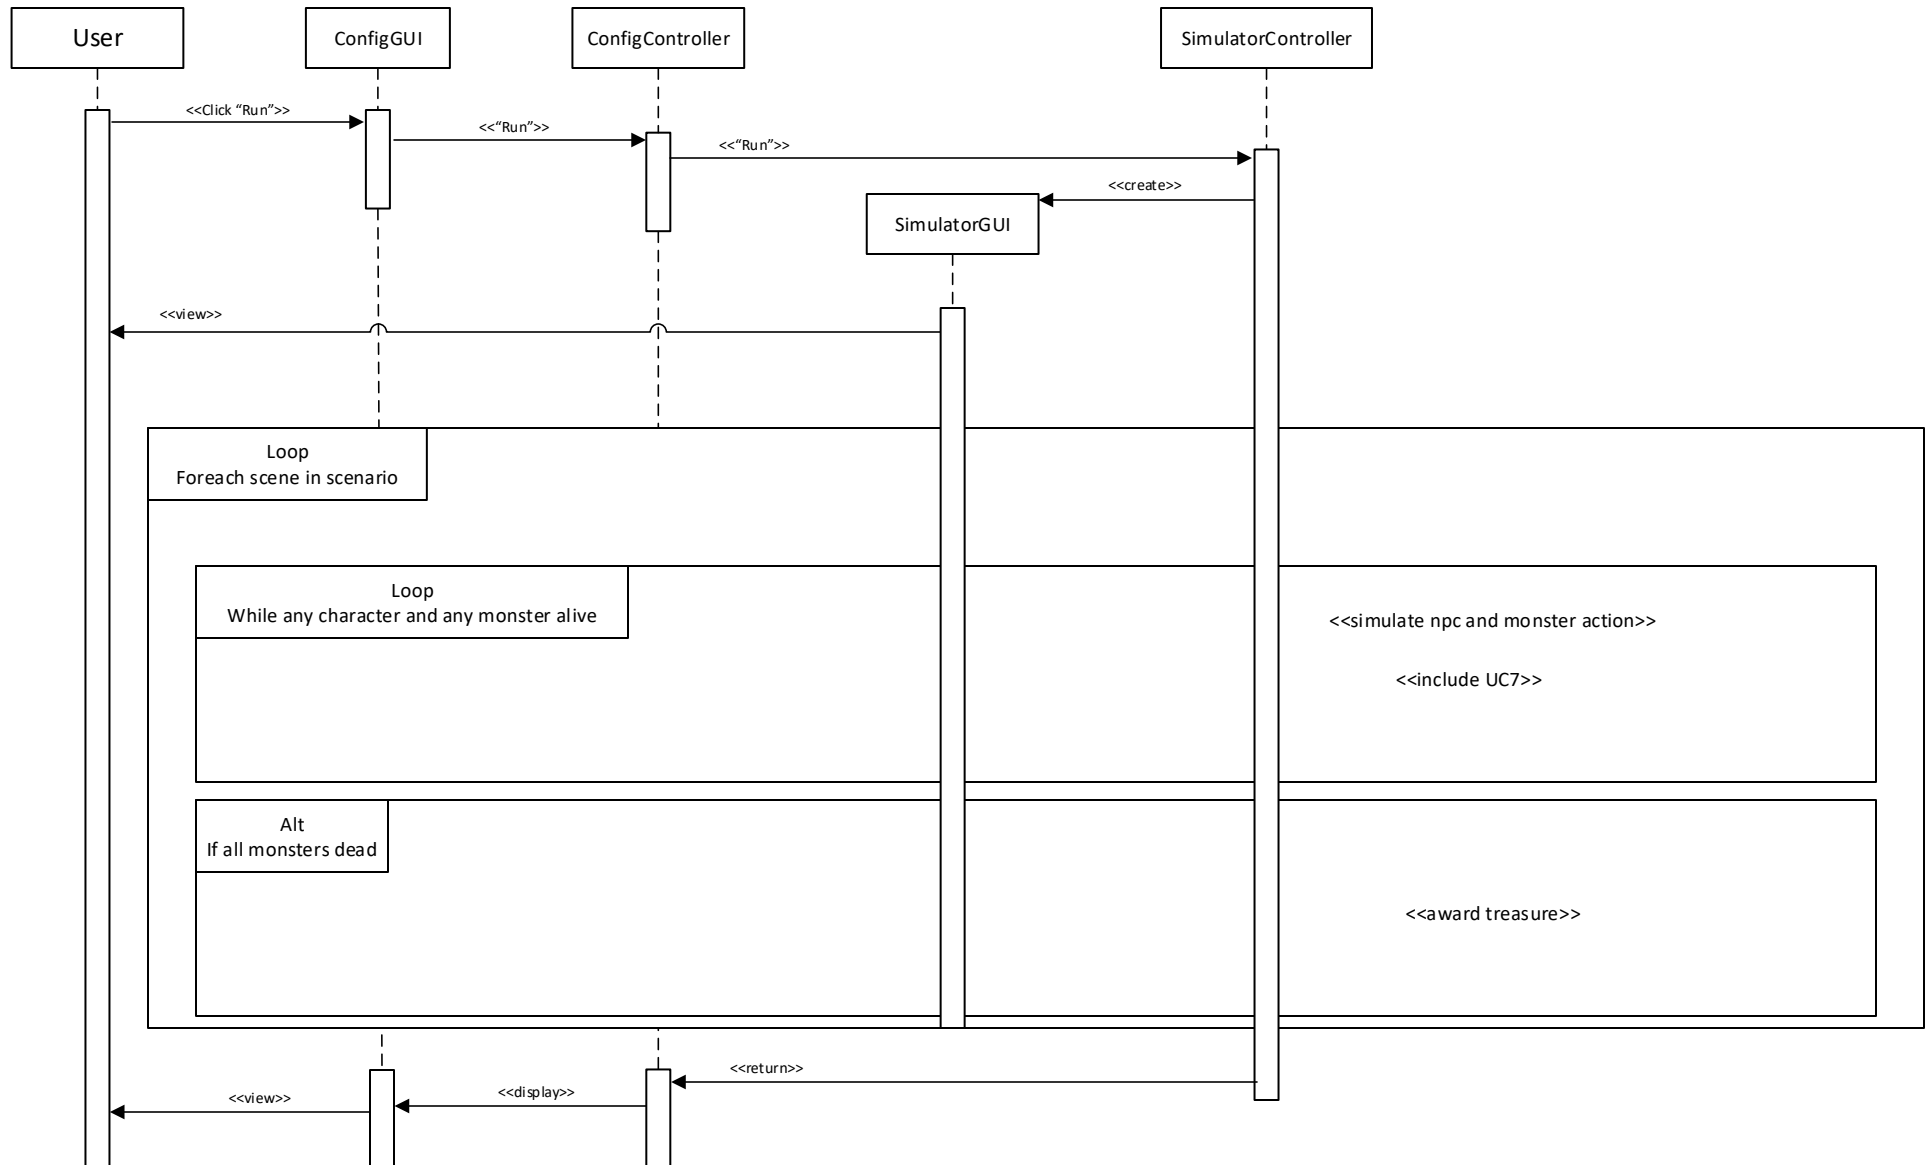 User
ConfigGUI
ConfigController
SimulatorController
<<Click “Run”>>
<<“Run”>>
<<“Run”>>
<<create>>
SimulatorGUI
<<view>>
Loop
Foreach scene in scenario
Loop
While any character and any monster alive
<<simulate npc and monster action>>
<<include UC7>>
Alt
If all monsters dead
<<award treasure>>
<<return>>
<<display>>
<<view>>